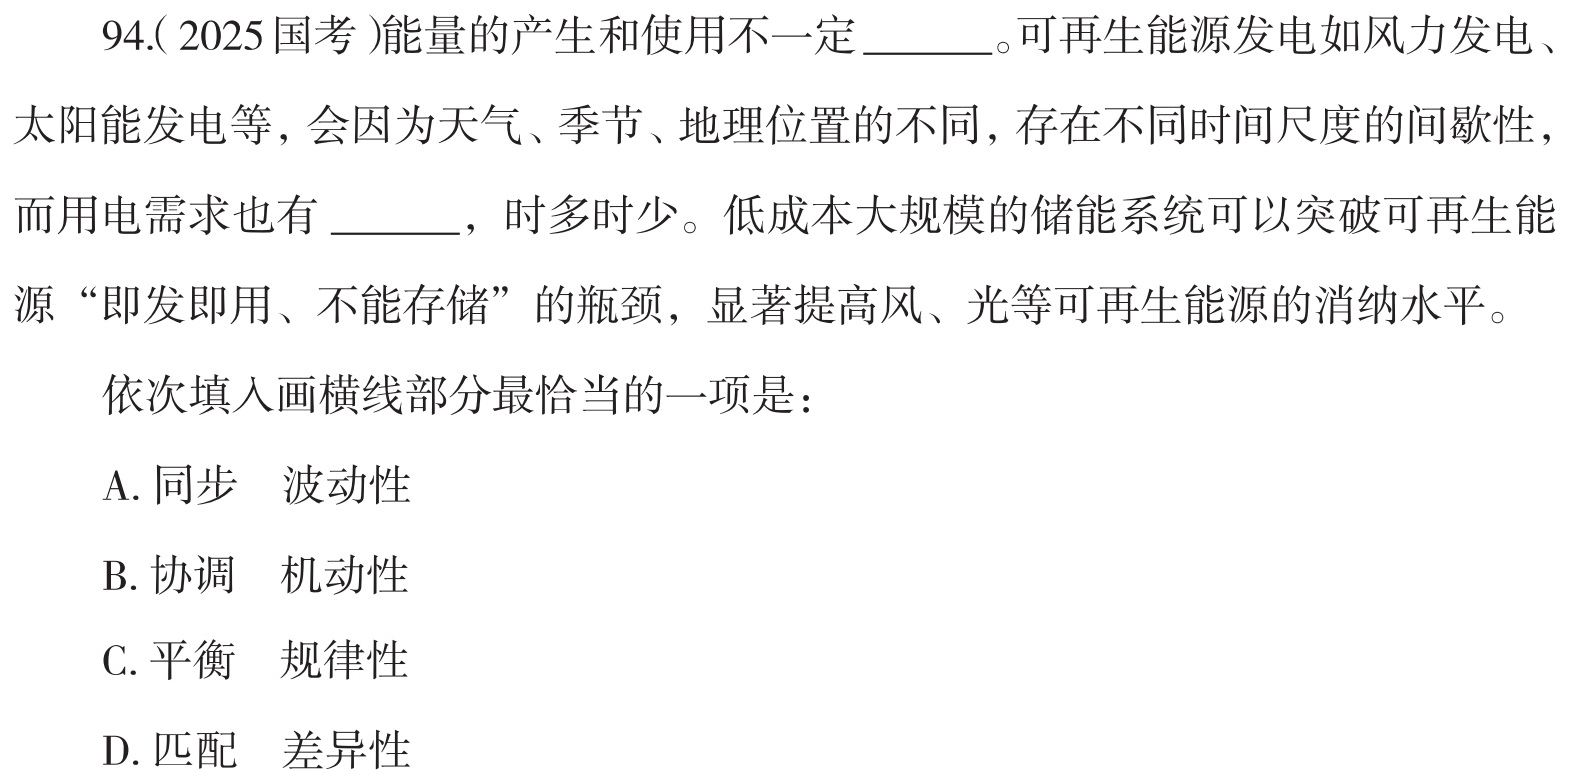 94.( 2025国考 )能量的产生和使用不一定______。可再生能源发电如风力发电、
太阳能发电等，会因为天气、季节、地理位置的不同，存在不同时间尺度的间歇性，
而用电需求也有______，时多时少。低成本大规模的储能系统可以突破可再生能
源“即发即用、不能存储”的瓶颈，显著提高风、光等可再生能源的消纳水平。
依次填入画横线部分最恰当的一项是：
A. 同步　波动性
B. 协调　机动性
C. 平衡　规律性
D. 匹配　差异性